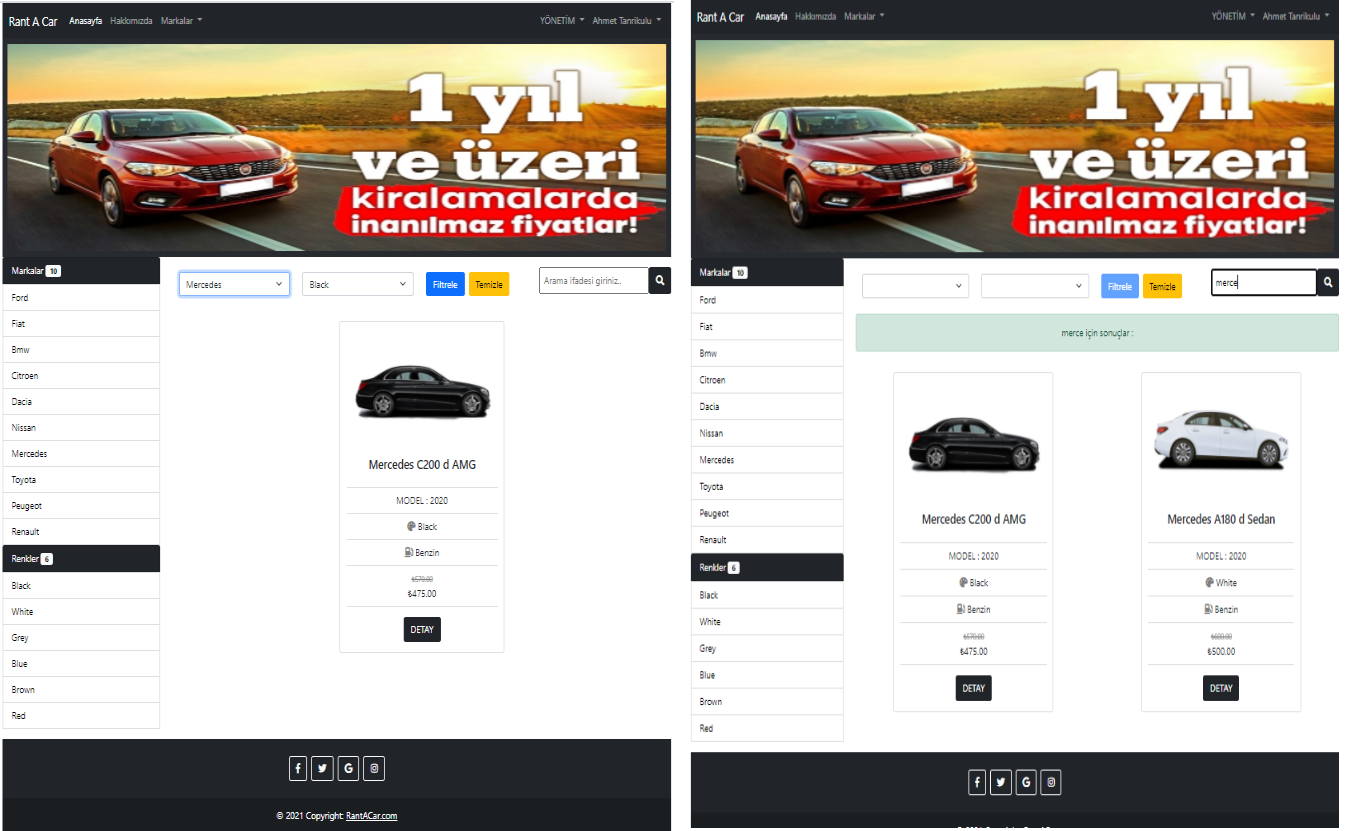 Rant A Car Anasayfa Hakkımızda Markalar YÖNETİM Ahmet Tanrikulu
1 yıl
ve üzeri
kiralamalarda
inanılmaz fiyatlar!
Markalar 10
Ford
Fiat
Bmw
Citroen
Dacia
Nissan
Mercedes
Toyota
Peugeot
Renault
Renkler 6
Black
White
Grey
Blue
Brown
Red
Mercedes Black Filtrele Temizle Arama ifadesi giriniz..
Mercedes C200 d AMG
MODEL : 2020
Black
Benzin
₺570.00
₺475.00
DETAY
© 2021 Copyright: RantACar.com
Rant A Car Anasayfa Hakkımızda Markalar YÖNETİM Ahmet Tanrikulu
1 yıl
ve üzeri
kiralamalarda
inanılmaz fiyatlar!
Markalar 10
Ford
Fiat
Bmw
Citroen
Dacia
Nissan
Mercedes
Toyota
Peugeot
Renault
Renkler 6
Black
White
Grey
Blue
Brown
Red
Filtrele Temizle merce
merce için sonuçlar :
Mercedes C200 d AMG
MODEL : 2020
Black
Benzin
₺570.00
₺475.00
DETAY
Mercedes A180 d Sedan
MODEL : 2020
White
Benzin
₺600.00
₺500.00
DETAY